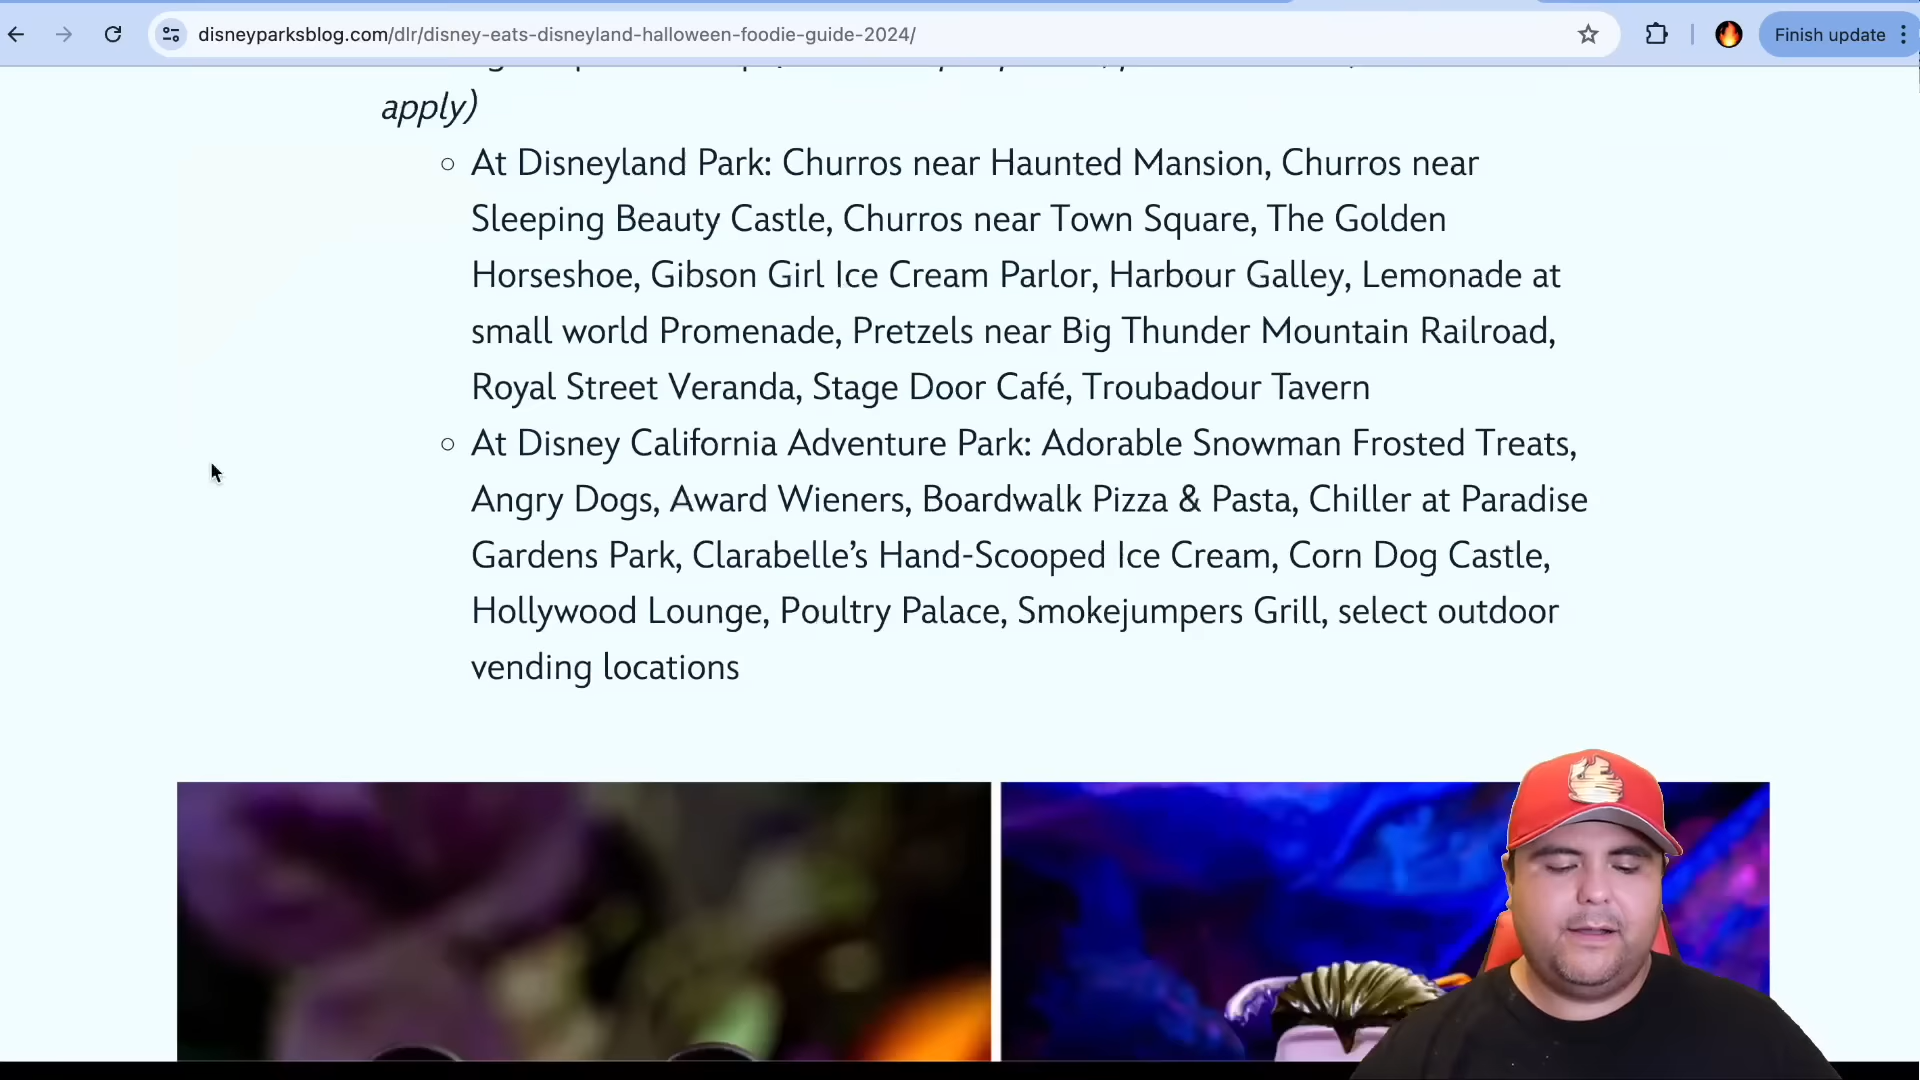 disneyparksblog.com/dlr/disney-eats-disneyland-halloween-foodie-guide-2024/
Finish update
apply)
At Disneyland Park: Churros near Haunted Mansion, Churros near
Sleeping Beauty Castle, Churros near Town Square, The Golden
Horseshoe, Gibson Girl Ice Cream Parlor, Harbour Galley, Lemonade at
small world Promenade, Pretzels near Big Thunder Mountain Railroad,
Royal Street Veranda, Stage Door Café, Troubadour Tavern
At Disney California Adventure Park: Adorable Snowman Frosted Treats,
Angry Dogs, Award Wieners, Boardwalk Pizza & Pasta, Chiller at Paradise
Gardens Park, Clarabelle’s Hand-Scooped Ice Cream, Corn Dog Castle,
Hollywood Lounge, Poultry Palace, Smokejumpers Grill, select outdoor
vending locations